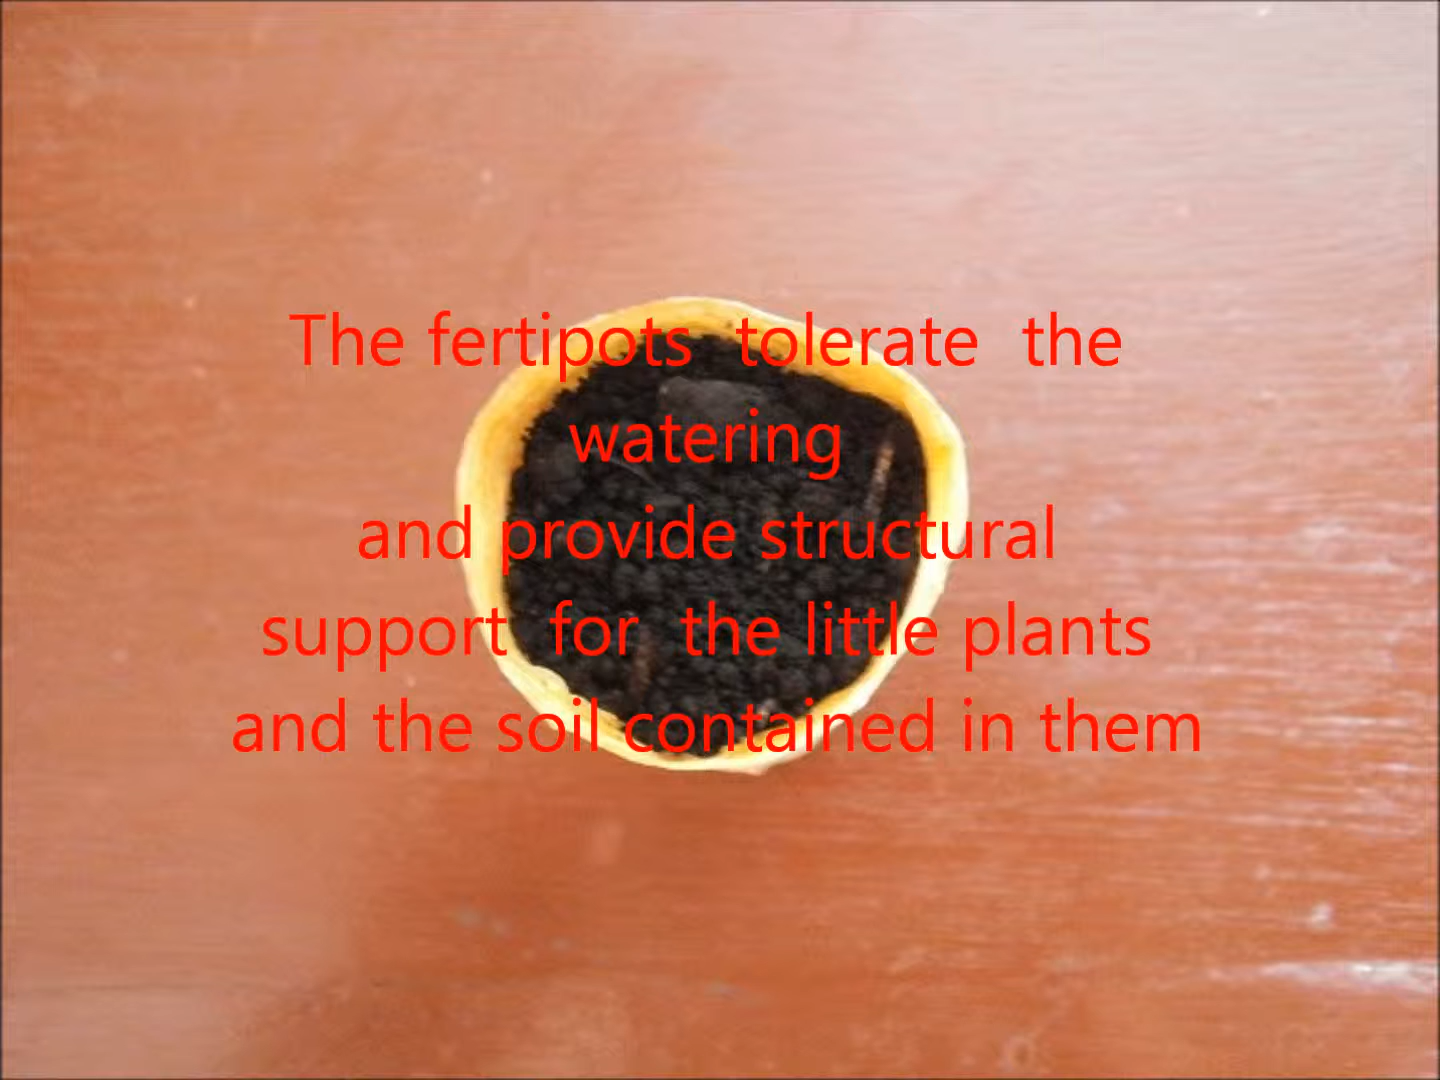 The fertipots tolerate the
watering
and provide structural
support for the little plants
and the soil contained in them